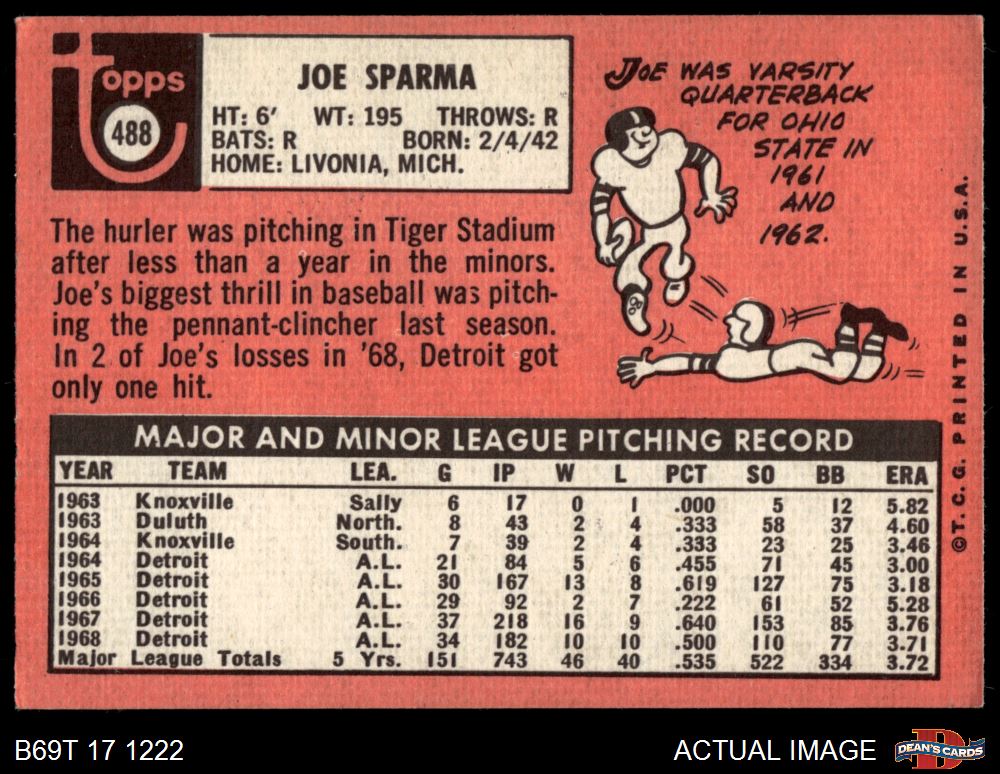 Topps
488
JOE SPARMA
HT: 6' WT: 195 THROWS: R
BATS: R BORN: 2/4/42
HOME: LIVONIA, MICH.
JOE WAS VARSITY
QUARTERBACK
FOR OHIO
STATE IN
1961
AND
1962.
The hurler was pitching in Tiger Stadium
after less than a year in the minors.
Joe's biggest thrill in baseball was pitch-
ing the pennant-clincher last season.
In 2 of Joe's losses in '68, Detroit got
only one hit.
MAJOR AND MINOR LEAGUE PITCHING RECORD
YEAR TEAM LEA. G IP W L PCT SO BB ERA
1963 Knoxville Sally 6 17 0 1 .000 5 12 5.82
1963 Duluth North. 8 43 2 4 .333 58 37 4.60
1964 Knoxville South. 7 39 2 4 .333 23 25 3.46
1964 Detroit A.L. 21 84 5 6 .455 71 45 3.00
1965 Detroit A.L. 30 167 13 8 .619 127 75 3.18
1966 Detroit A.L. 29 92 2 7 .222 61 52 5.28
1967 Detroit A.L. 37 218 16 9 .640 153 85 3.76
1968 Detroit A.L. 34 182 10 10 .500 110 77 3.71
Major League Totals 5 Yrs. 151 743 46 40 .535 522 334 3.72
©T. C. G. PRINTED IN U.S.A.
B69T 17 1222
ACTUAL IMAGE
DEAN'S CARDS